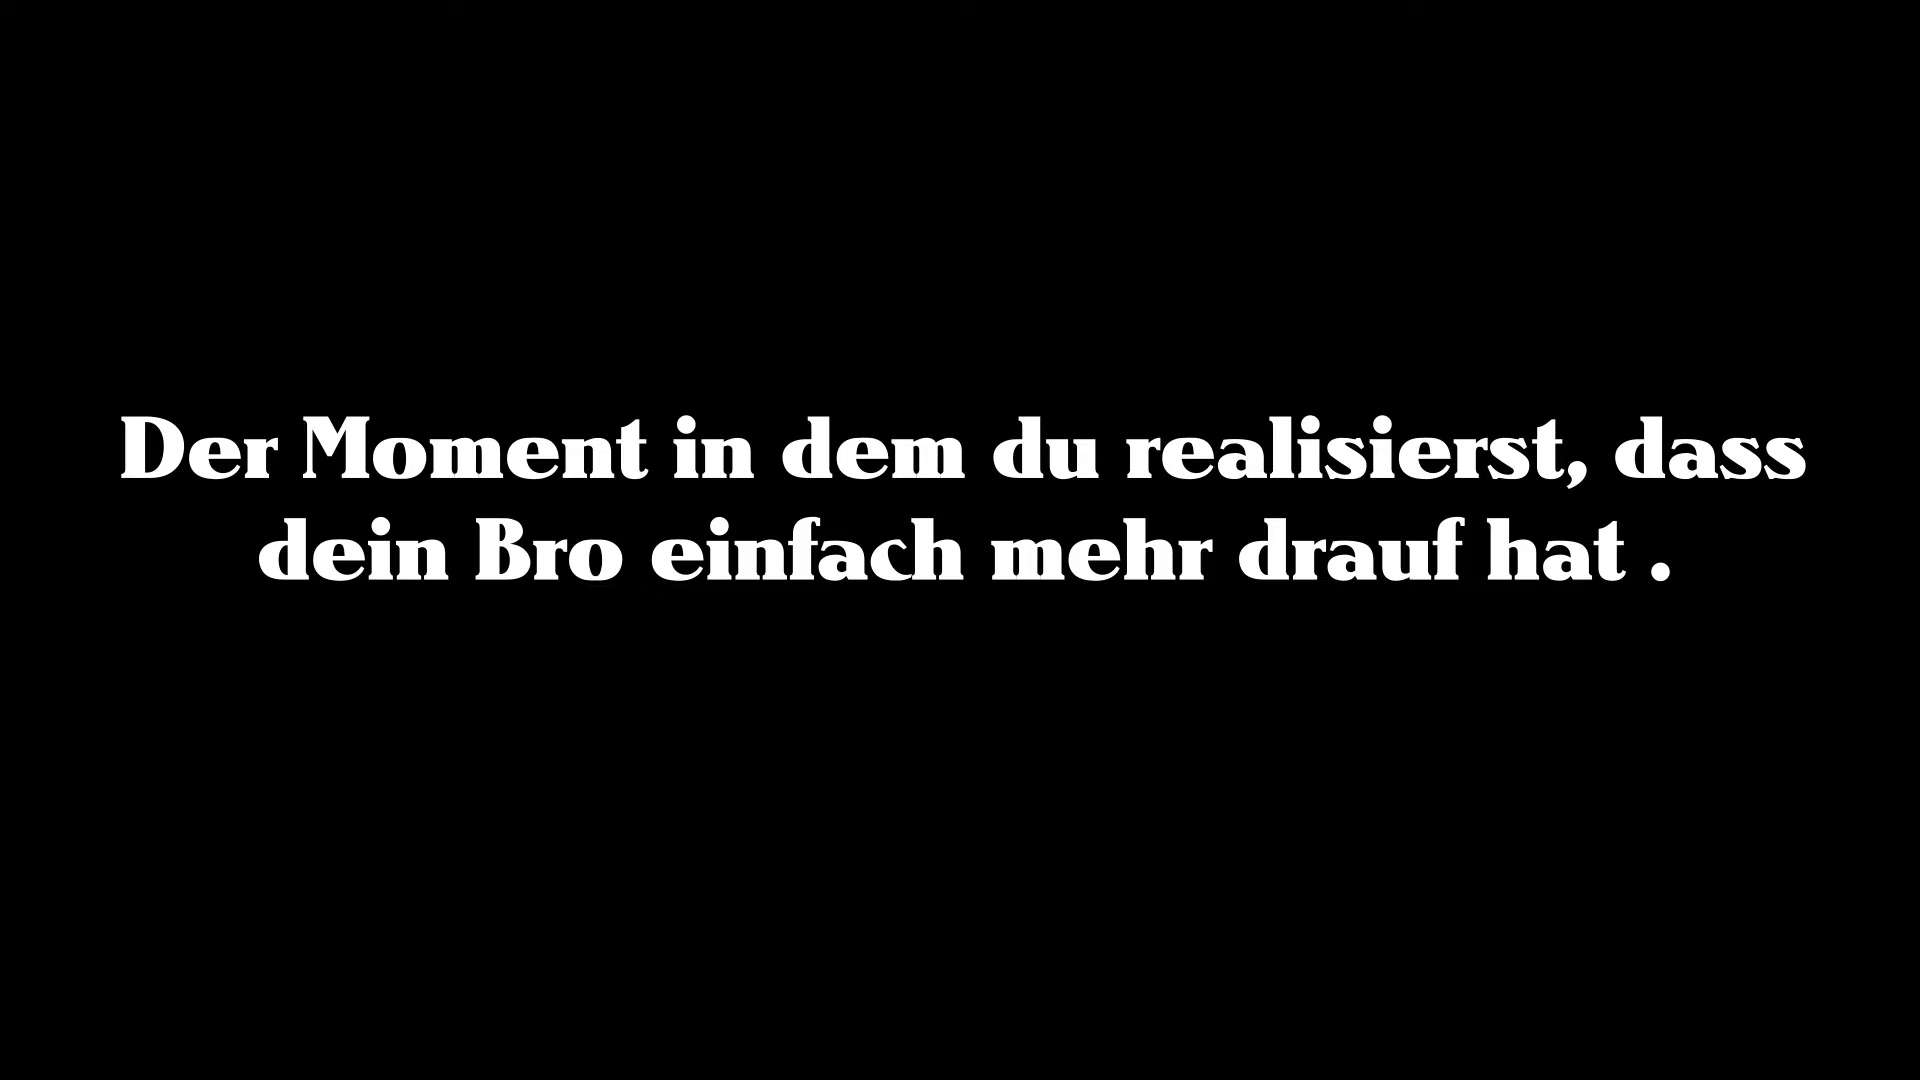 Der Moment in dem du realisierst, dass
dein Bro einfach mehr drauf hat .